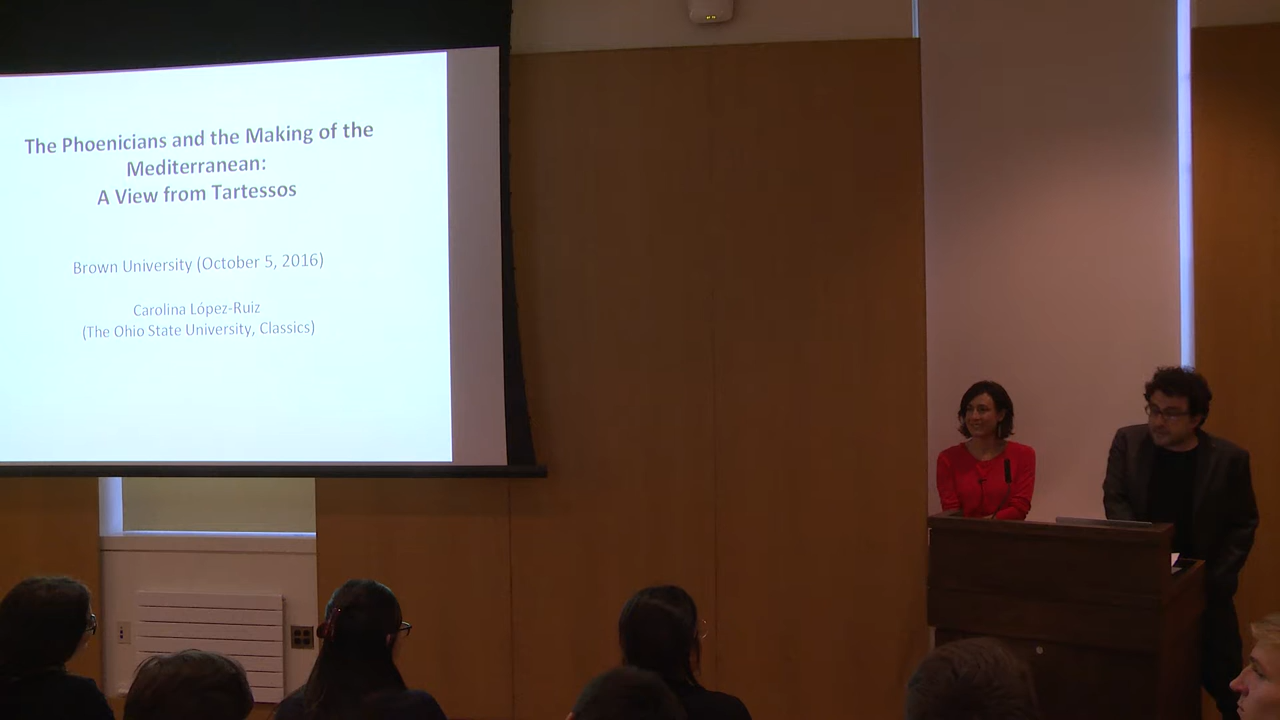 The Phoenicians and the Making of the
Mediterranean:
A View from Tartessos
Brown University (October 5, 2016)
Carolina López-Ruiz
(The Ohio State University, Classics)